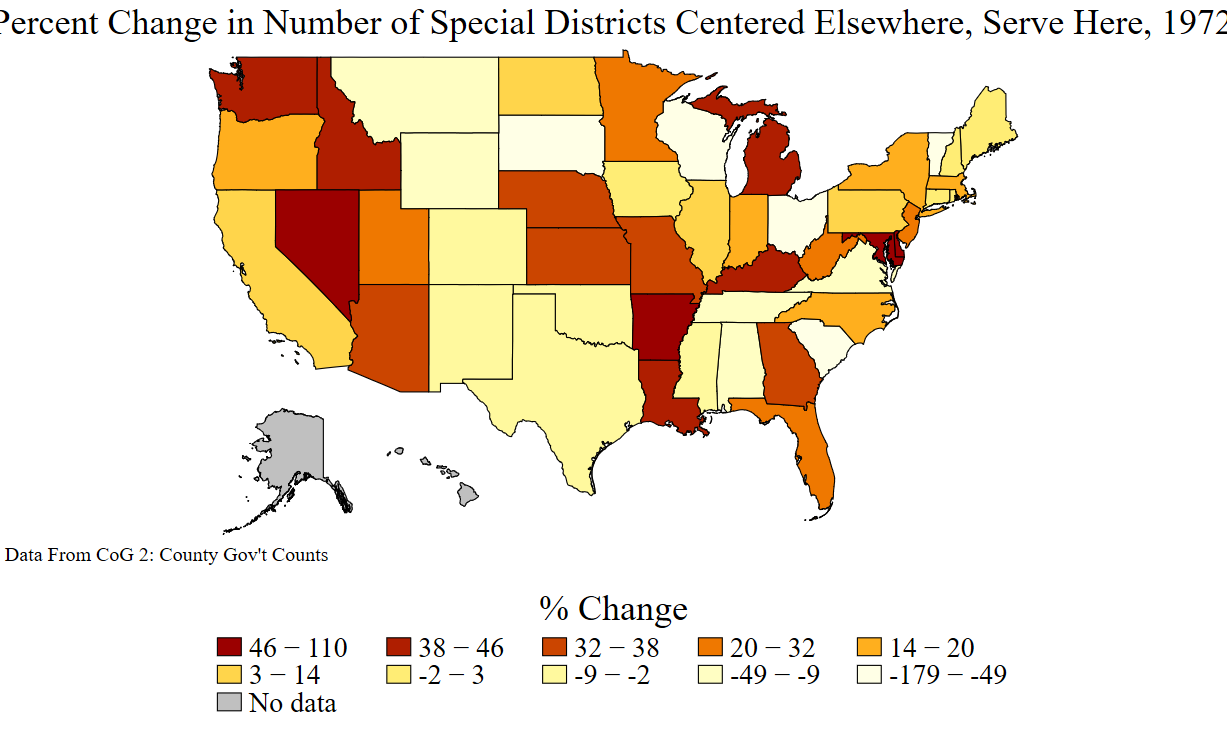 Percent Change in Number of Special Districts Centered Elsewhere, Serve Here, 1972
Data From CoG 2: County Gov't Counts
% Change
46 − 110 38 − 46 32 − 38 20 − 32 14 − 20
3 − 14 -2 − 3 -9 − -2 -49 − -9 -179 − -49
No data